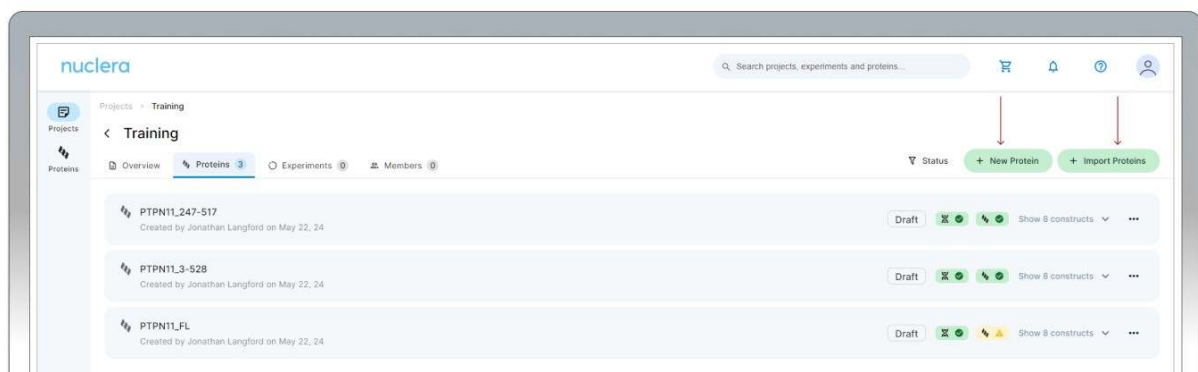 nuclera
Search projects, experiments and proteins...
Projects
Proteins
Projects > Training
< Training
Overview Proteins 3 Experiments 0 Members 0
Status + New Protein + Import Proteins
PTPN11_247-517
Created by Jonathan Langford on May 22, 24
Draft Show 8 constructs
PTPN11_3-528
Created by Jonathan Langford on May 22, 24
Draft Show 8 constructs
PTPN11_FL
Created by Jonathan Langford on May 22, 24
Draft Show 8 constructs